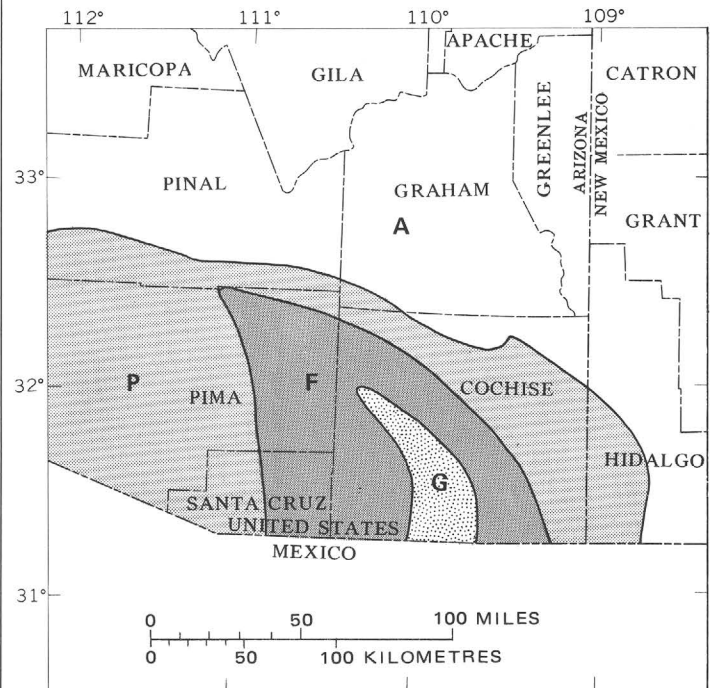 112° 111° 110° 109°
APACHE
MARICOPA GILA CATRON
GREENLEE
ARIZONA
NEW MEXICO
33°
PINAL GRAHAM
GRANT
A
32°
P F COCHISE
PIMA
HIDALGO
G
SANTA CRUZ
UNITED STATES
MEXICO
31°
0 50 100 MILES
0 50 100 KILOMETRES